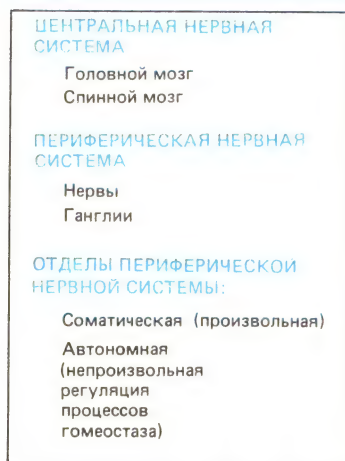 ЦЕНТРАЛЬНАЯ НЕРВНАЯ
СИСТЕМА
Головной мозг
Спинной мозг
ПЕРИФЕРИЧЕСКАЯ НЕРВНАЯ
СИСТЕМА
Нервы
Ганглии
ОТДЕЛЫ ПЕРИФЕРИЧЕСКОЙ
НЕРВНОЙ СИСТЕМЫ:
Соматическая (произвольная)
Автономная
(непроизвольная
регуляция
процессов
гомеостаза)